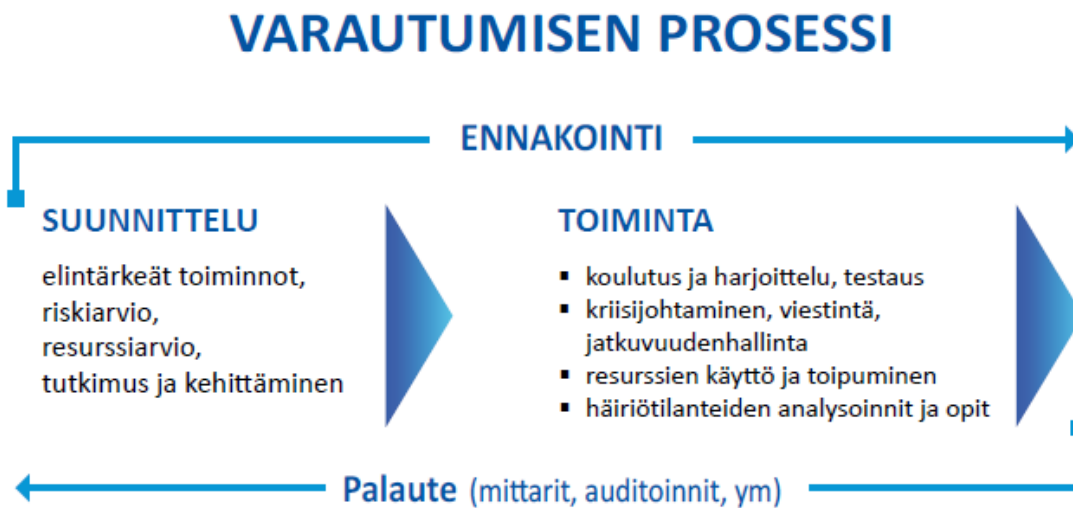 VARAUTUMISEN PROSESSI
ENNAKOINTI
SUUNNITTELU
elintärkeät toiminnot,
riskiarvio,
resurssiarvio,
tutkimus ja kehittäminen
TOIMINTA
▪ koulutus ja harjoittelu, testaus
▪ kriisijohtaminen, viestintä,
jatkuvuudenhallinta
▪ resurssien käyttö ja toipuminen
▪ häiriötilanteiden analysoinnit ja opit
Palaute (mittarit, auditoinnit, ym)